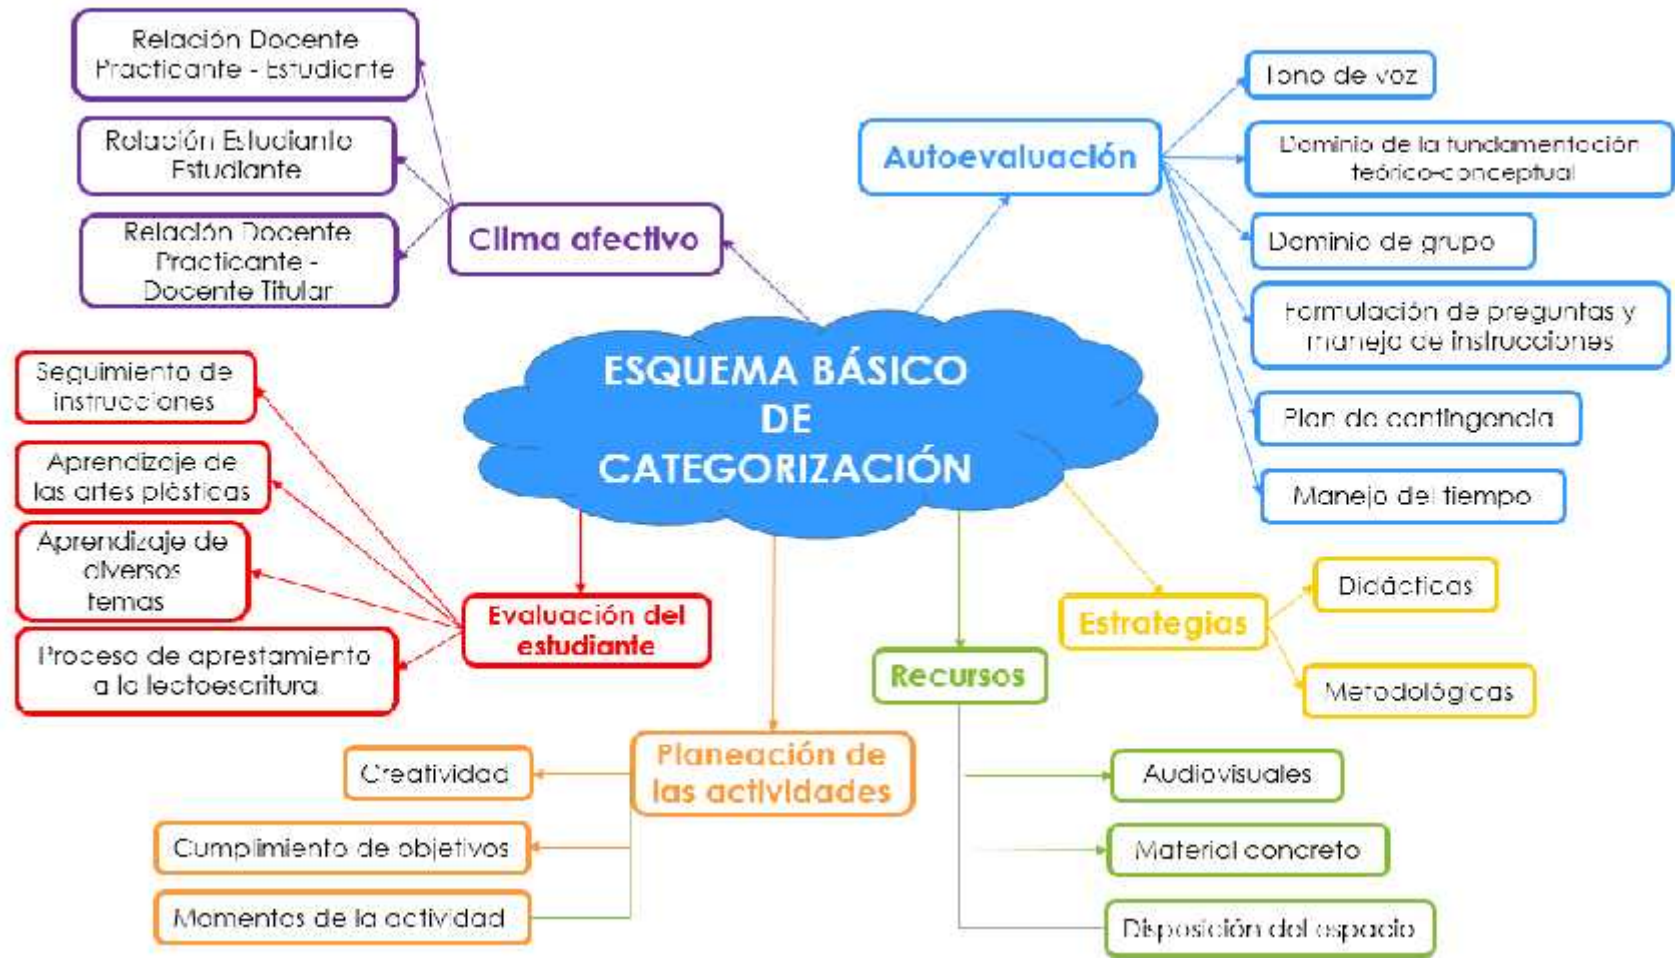 Relación Docente
Practicante - Estudiante
Relación Estudiante
Estudiante
Relación Docente
Practicante -
Docente Titular
Clima afectivo
Autoevaluación
Tono de voz
Dominio de la fundamentación
teórico-conceptual
Dominio de grupo
Formulación de preguntas y
manejo de instrucciones
Plan de contingencia
Manejo del tiempo
ESQUEMA BÁSICO
DE
CATEGORIZACIÓN
Seguimiento de
instrucciones
Aprendizaje de
las artes plásticas
Aprendizaje de
diversos
temas
Proceso de aprestamiento
a la lectoescritura
Evaluación del
estudiante
Estrategias
Didácticas
Metodológicas
Recursos
Audiovisuales
Material concreto
Disposición del espacio
Planeación de
las actividades
Creatividad
Cumplimiento de objetivos
Momentos de la actividad